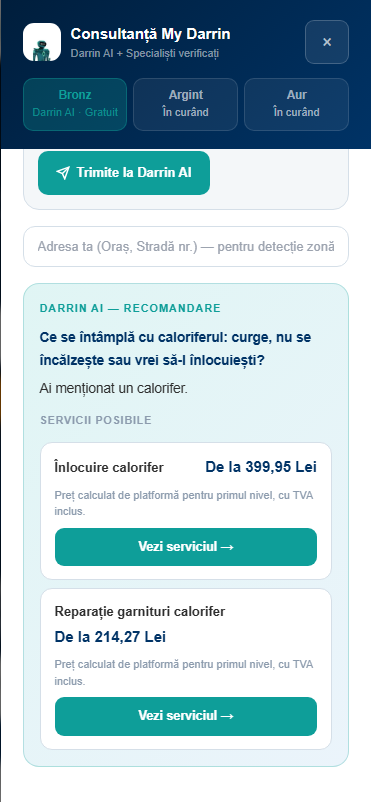 Consultanță My Darrin
Darrin AI + Specialiști verificați
×
Bronz
Darrin AI · Gratuit
Argint
În curând
Aur
În curând
Trimite la Darrin AI
Adresa ta (Oraș, Stradă nr.) — pentru detecție zonă
DARRIN AI — RECOMANDARE
Ce se întâmplă cu caloriferul: curge, nu se
încălzește sau vrei să-l înlocuiești?
Ai menționat un calorifer.
SERVICII POSIBILE
Înlocuire calorifer
De la 399,95 Lei
Preț calculat de platformă pentru primul nivel, cu TVA
inclus.
Vezi serviciul →
Reparație garnituri calorifer
De la 214,27 Lei
Preț calculat de platformă pentru primul nivel, cu TVA
inclus.
Vezi serviciul →